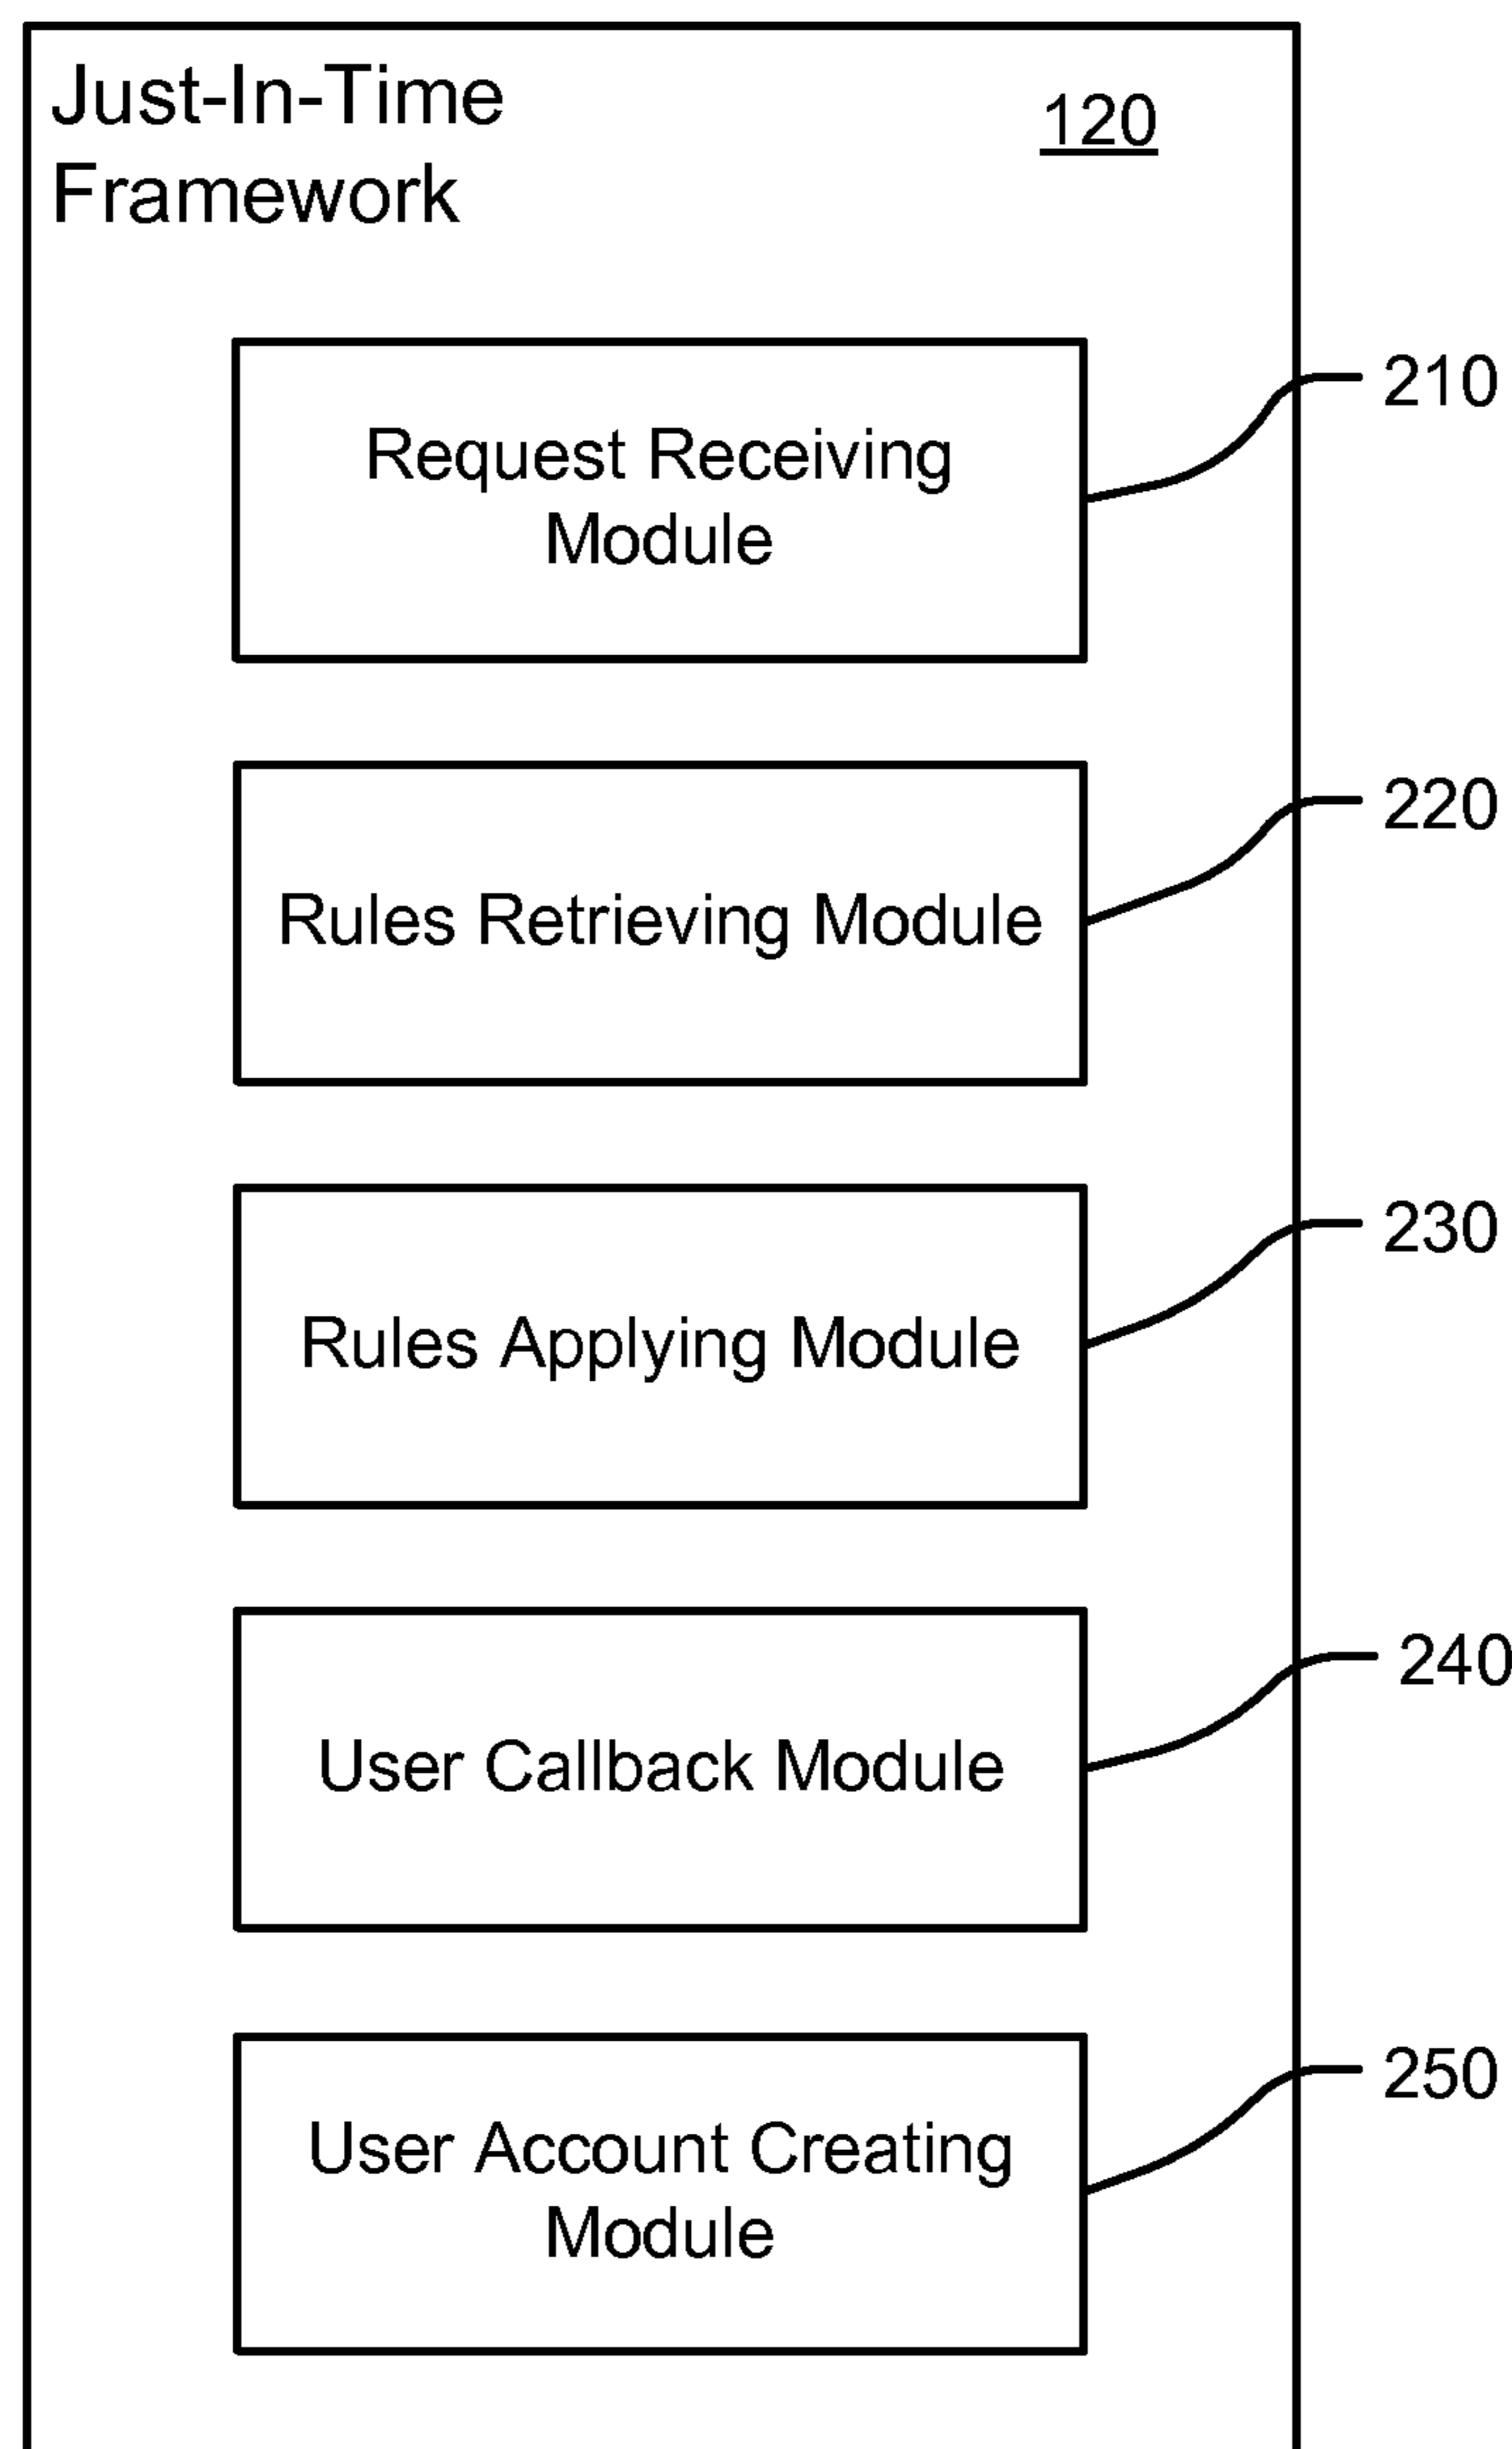 Just-In-Time
Framework
120
Request Receiving
Module
210
Rules Retrieving Module
220
Rules Applying Module
230
User Callback Module
240
User Account Creating
Module
250